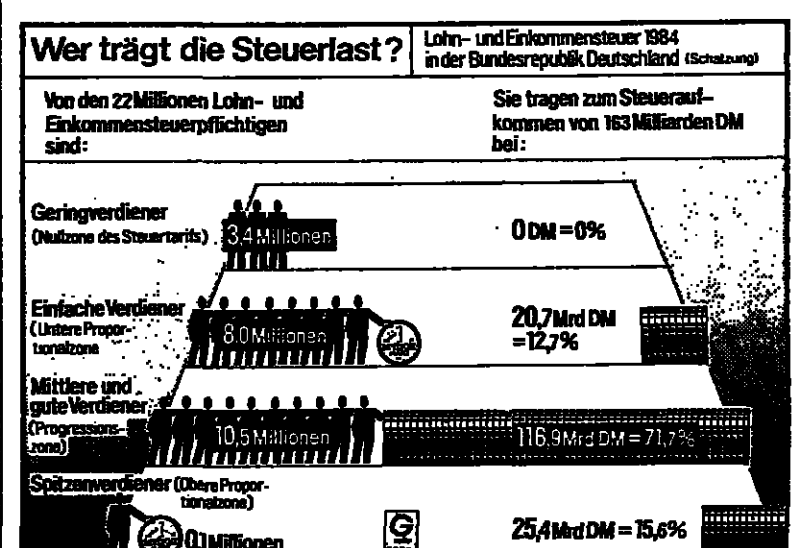 Wer trägt die Steuerlast?
Lohn- und Einkommensteuer 1984
in der Bundesrepublik Deutschland (Schätzung)
Von den 22 Millionen Lohn- und
Einkommensteuerpflichtigen
sind:
Sie tragen zum Steuerauf-
kommen von 163 Milliarden DM
bei:
Geringverdiener
(Nullzone des Steuertarifs)
3,4 Millionen
0 DM = 0%
Einfache Verdiener
(Untere Propor-
tionalzone
8,0 Millionen
20,7 Mrd DM
= 12,7%
Mittlere und
gute Verdiener
(Progressions-
zone)
10,5 Millionen
116,9 Mrd DM = 71,7%
Spitzenverdiener (Obere Propor-
tionalzone)
0,1 Millionen
G
25,4 Mrd DM = 15,6%